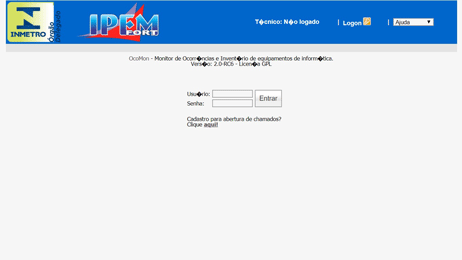 INMETRO
Órgão Delegado
IPEM
FORT
T�cnico: N�o logado
| Logon
| Ajuda
OcoMon - Monitor de Ocorr�ncias e Invent�rio de equipamentos de inform�tica.
Vers�o: 2.0-RC6 - Licen�a GPL
Usu�rio:
Entrar
Senha:
Cadastro para abertura de chamados?
Clique aqui!